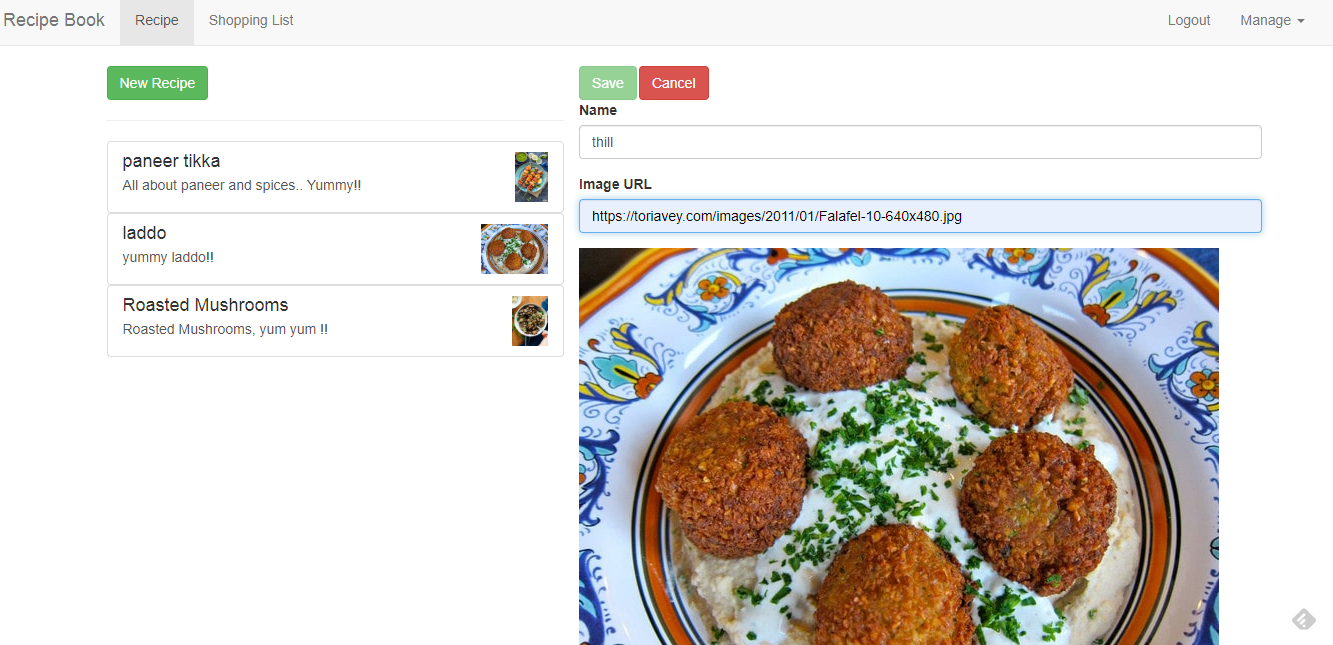 Recipe Book Recipe Shopping List Logout Manage
New Recipe
paneer tikka
All about paneer and spices.. Yummy!!
laddo
yummy laddo!!
Roasted Mushrooms
Roasted Mushrooms, yum yum !!
Save Cancel
Name
thill
Image URL
https://toriavey.com/images/2011/01/Falafel-10-640x480.jpg